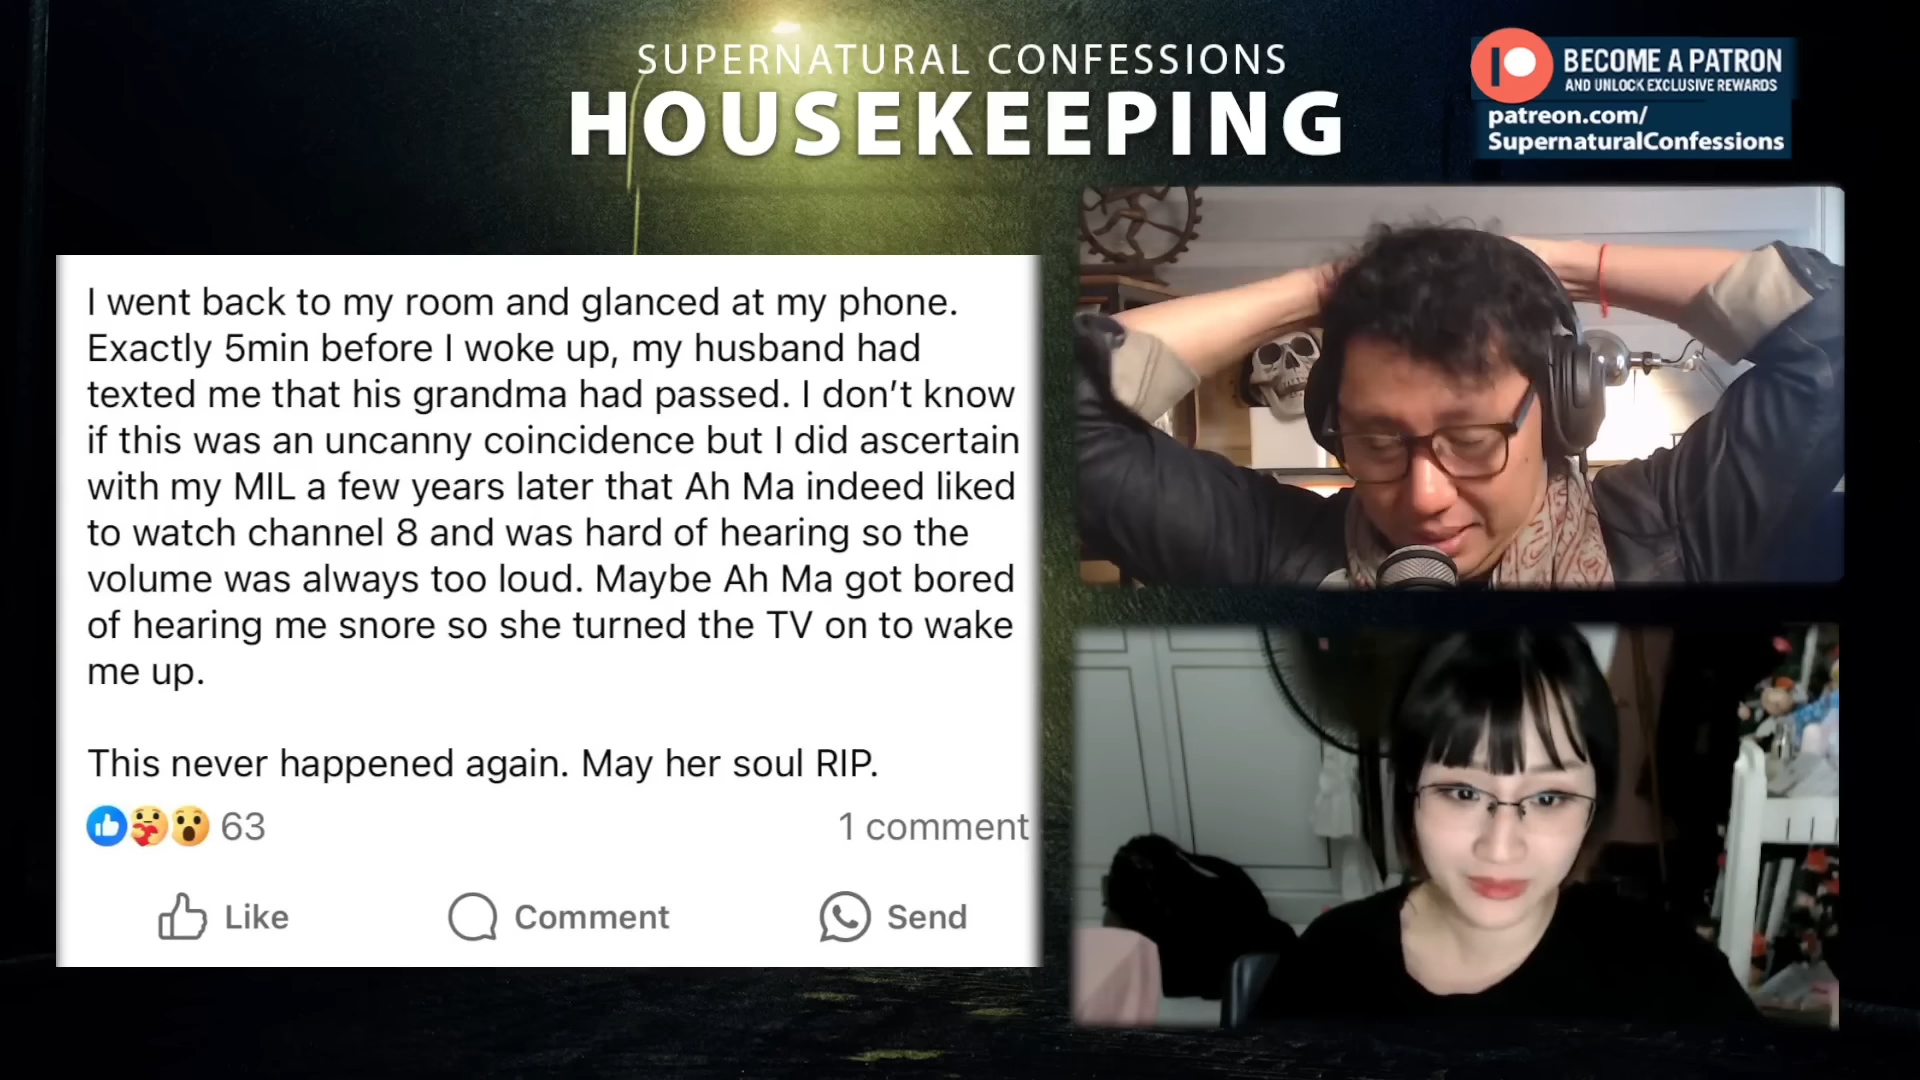 SUPERNATURAL CONFESSIONS
HOUSEKEEPING
BECOME A PATRON
AND UNLOCK EXCLUSIVE REWARDS
patreon.com/
SupernaturalConfessions
I went back to my room and glanced at my phone.
Exactly 5min before I woke up, my husband had
texted me that his grandma had passed. I don’t know
if this was an uncanny coincidence but I did ascertain
with my MIL a few years later that Ah Ma indeed liked
to watch channel 8 and was hard of hearing so the
volume was always too loud. Maybe Ah Ma got bored
of hearing me snore so she turned the TV on to wake
me up.
This never happened again. May her soul RIP.
63
1 comment
Like
Comment
Send